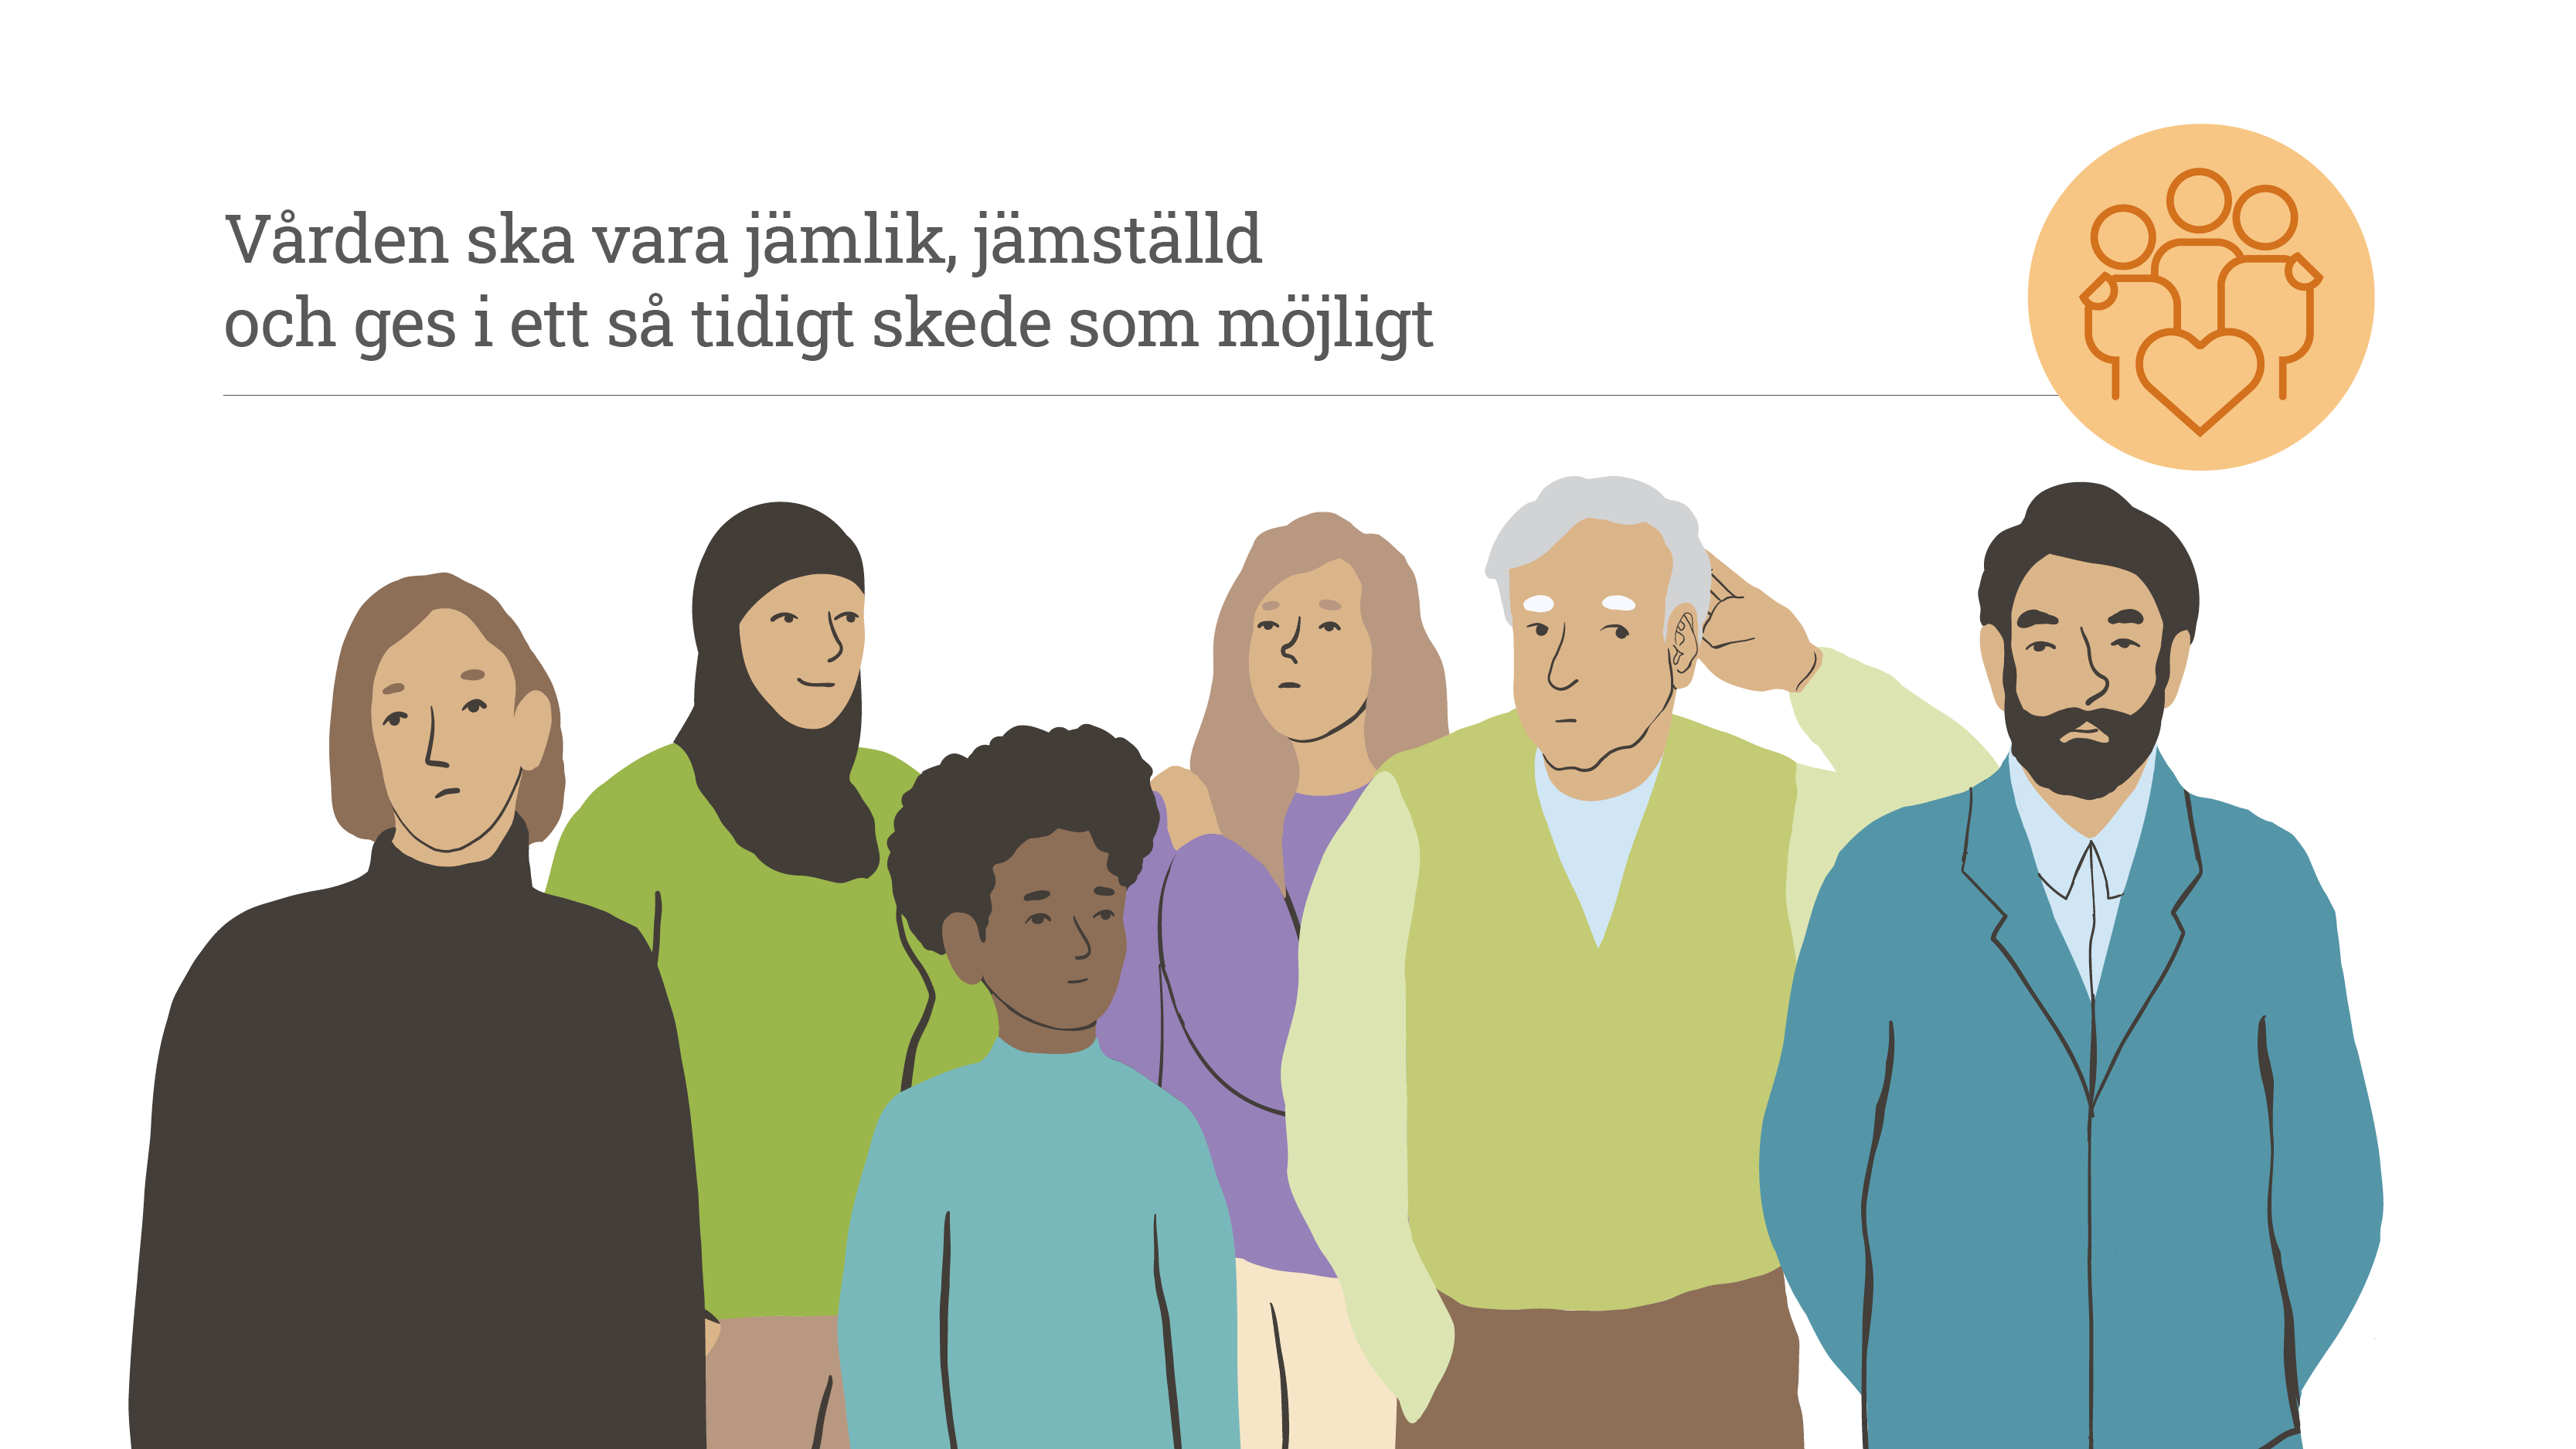 Vården ska vara jämlik, jämställd
och ges i ett så tidigt skede som möjligt